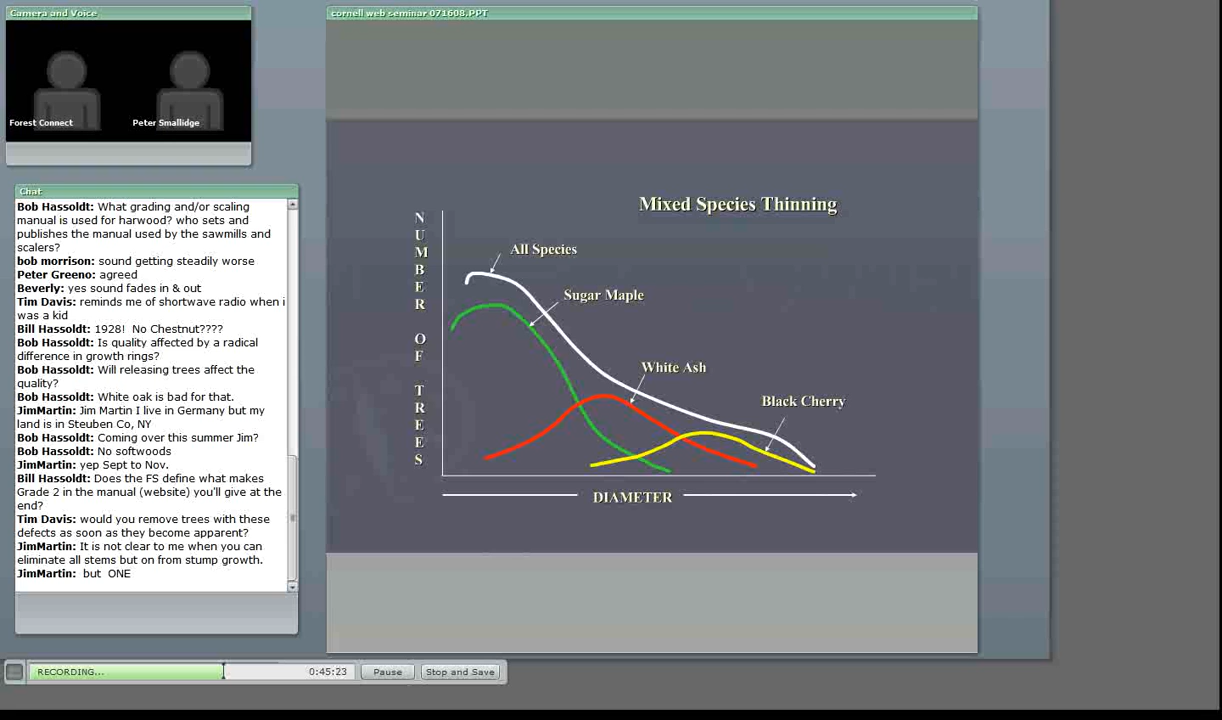 Camera and Voice
Forest Connect
Peter Smallidge
Chat
Bob Hassoldt: What grading and/or scaling
manual is used for harwood? who sets and
publishes the manual used by the sawmills and
scalers?
bob morrison: sound getting steadily worse
Peter Greeno: agreed
Beverly: yes sound fades in & out
Tim Davis: reminds me of shortwave radio when i
was a kid
Bill Hassoldt: 1928! No Chestnut????
Bob Hassoldt: Is quality affected by a radical
difference in growth rings?
Bob Hassoldt: Will releasing trees affect the
quality?
Bob Hassoldt: White oak is bad for that.
JimMartin: Jim Martin I live in Germany but my
land is in Steuben Co, NY
Bob Hassoldt: Coming over this summer Jim?
Bob Hassoldt: No softwoods
JimMartin: yep Sept to Nov.
Bill Hassoldt: Does the FS define what makes
Grade 2 in the manual (website) you'll give at the
end?
Tim Davis: would you remove trees with these
defects as soon as they become apparent?
JimMartin: It is not clear to me when you can
eliminate all stems but on from stump growth.
JimMartin: but ONE
cornell web seminar 071608.PPT
Mixed Species Thinning
NUMBER OF TREES
All Species
Sugar Maple
White Ash
Black Cherry
DIAMETER
RECORDING...
0:45:23
Pause
Stop and Save